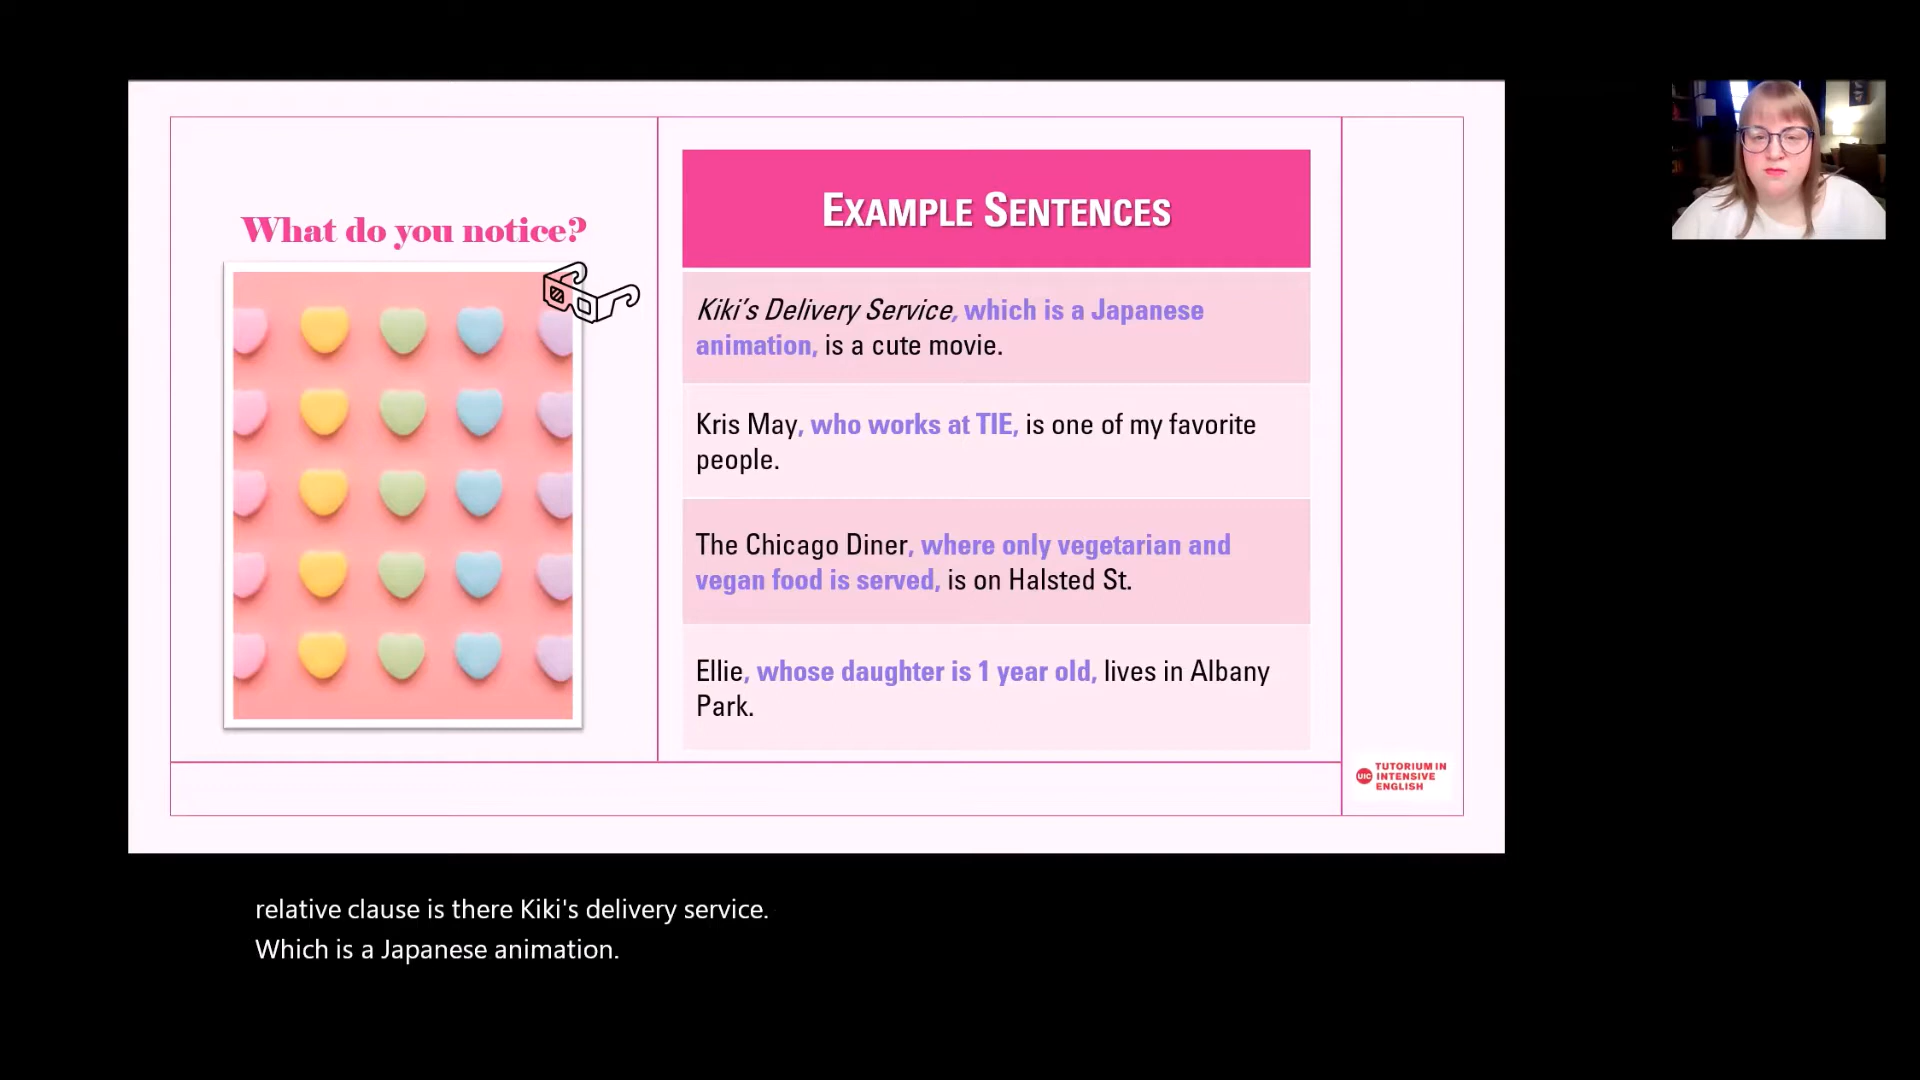 What do you notice?
EXAMPLE SENTENCES
Kiki’s Delivery Service, which is a Japanese
animation, is a cute movie.
Kris May, who works at TIE, is one of my favorite
people.
The Chicago Diner, where only vegetarian and
vegan food is served, is on Halsted St.
Ellie, whose daughter is 1 year old, lives in Albany
Park.
UIC
TUTORIUM IN
INTENSIVE
ENGLISH
relative clause is there Kiki's delivery service.
Which is a Japanese animation.